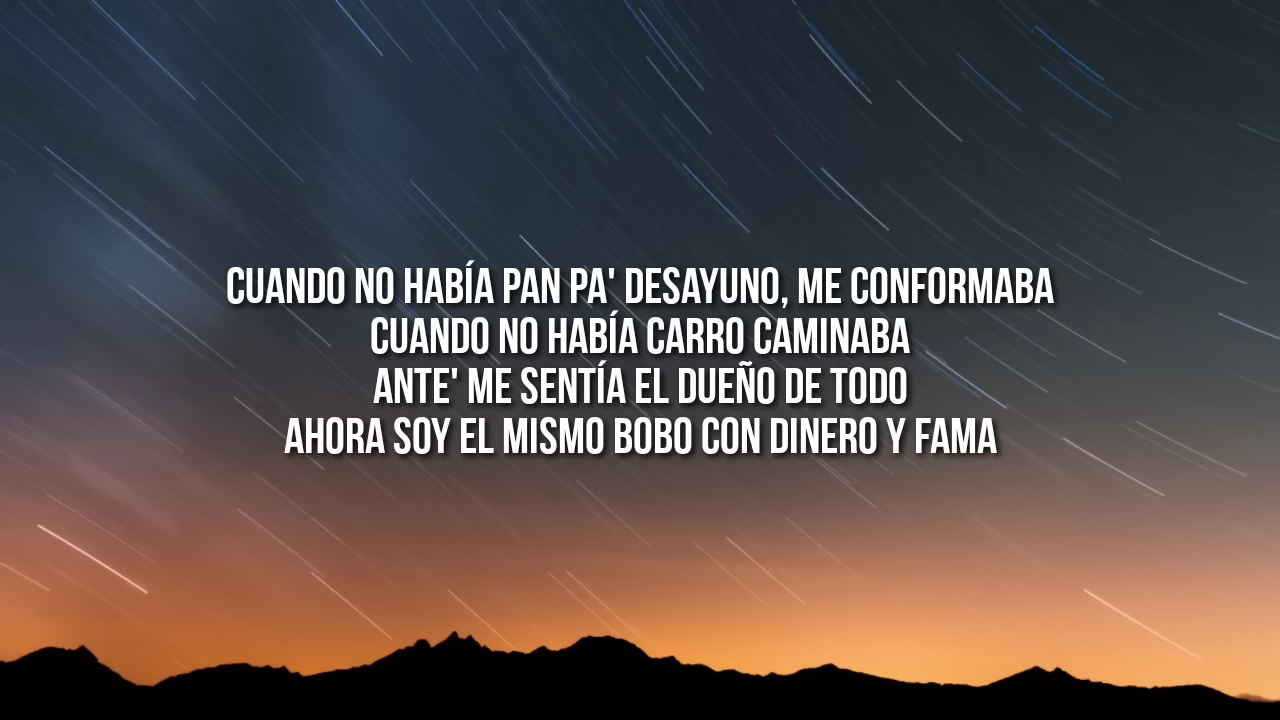 CUANDO NO HABÍA PAN PA' DESAYUNO, ME CONFORMABA
CUANDO NO HABÍA CARRO CAMINABA
ANTE' ME SENTÍA EL DUEÑO DE TODO
AHORA SOY EL MISMO BOBO CON DINERO Y FAMA